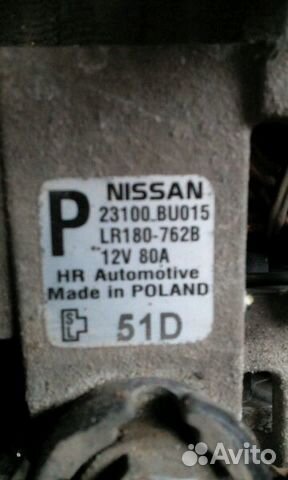 P
NISSAN
23100 BU015
LR180-762B
12V 80A
HR Automotive
Made in POLAND
S
51D
Avito